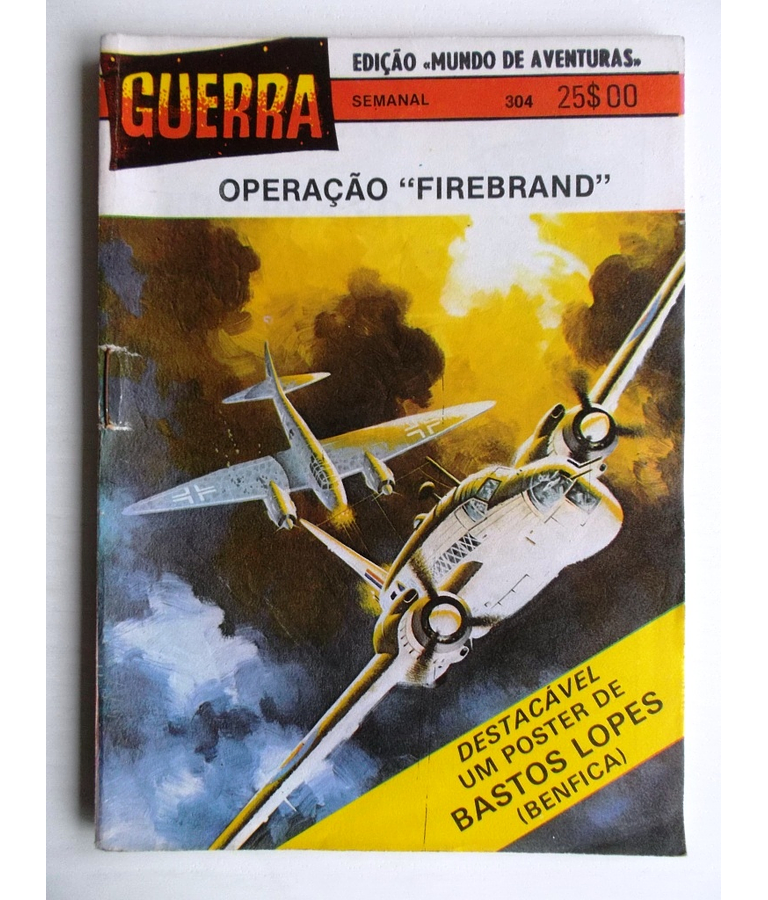 GUERRA
EDIÇÃO «MUNDO DE AVENTURAS»
SEMANAL 304 25$00
OPERAÇÃO “FIREBRAND”
DESTACÁVEL
UM POSTER DE
BASTOS LOPES
(BENFICA)